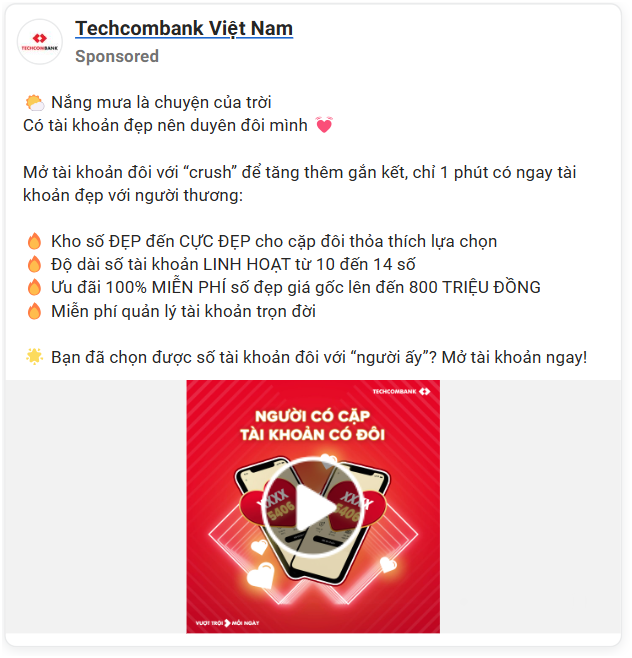 Techcombank Việt Nam
TECHCOMBANK
Sponsored
🌤️ Nắng mưa là chuyện của trời
Có tài khoản đẹp nên duyên đôi mình 💓
Mở tài khoản đôi với “crush” để tăng thêm gắn kết, chỉ 1 phút có ngay tài
khoản đẹp với người thương:
🔥 Kho số ĐẸP đến CỰC ĐẸP cho cặp đôi thỏa thích lựa chọn
🔥 Độ dài số tài khoản LINH HOẠT từ 10 đến 14 số
🔥 Ưu đãi 100% MIỄN PHÍ số đẹp giá gốc lên đến 800 TRIỆU ĐỒNG
🔥 Miễn phí quản lý tài khoản trọn đời
🌟 Bạn đã chọn được số tài khoản đôi với “người ấy”? Mở tài khoản ngay!
TECHCOMBANK
NGƯỜI CÓ CẶP
TÀI KHOẢN CÓ ĐÔI
XXXX
5406
XXXX
5406
VƯỢT TRỘI MỖI NGÀY